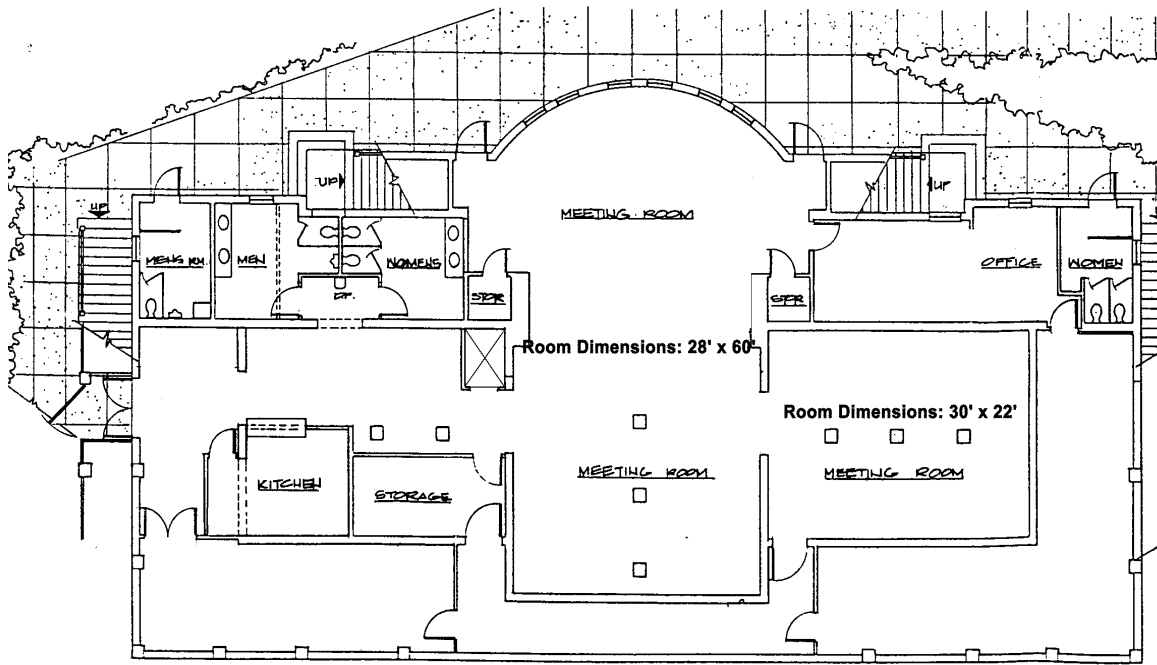 UP
UP
UP
MEETING ROOM
MENS RM.
MEN
WOMENS
OFFICE
WOMEN
STOR
STOR
Room Dimensions: 28' x 60'
Room Dimensions: 30' x 22'
MEETING ROOM
MEETING ROOM
KITCHEN
STORAGE